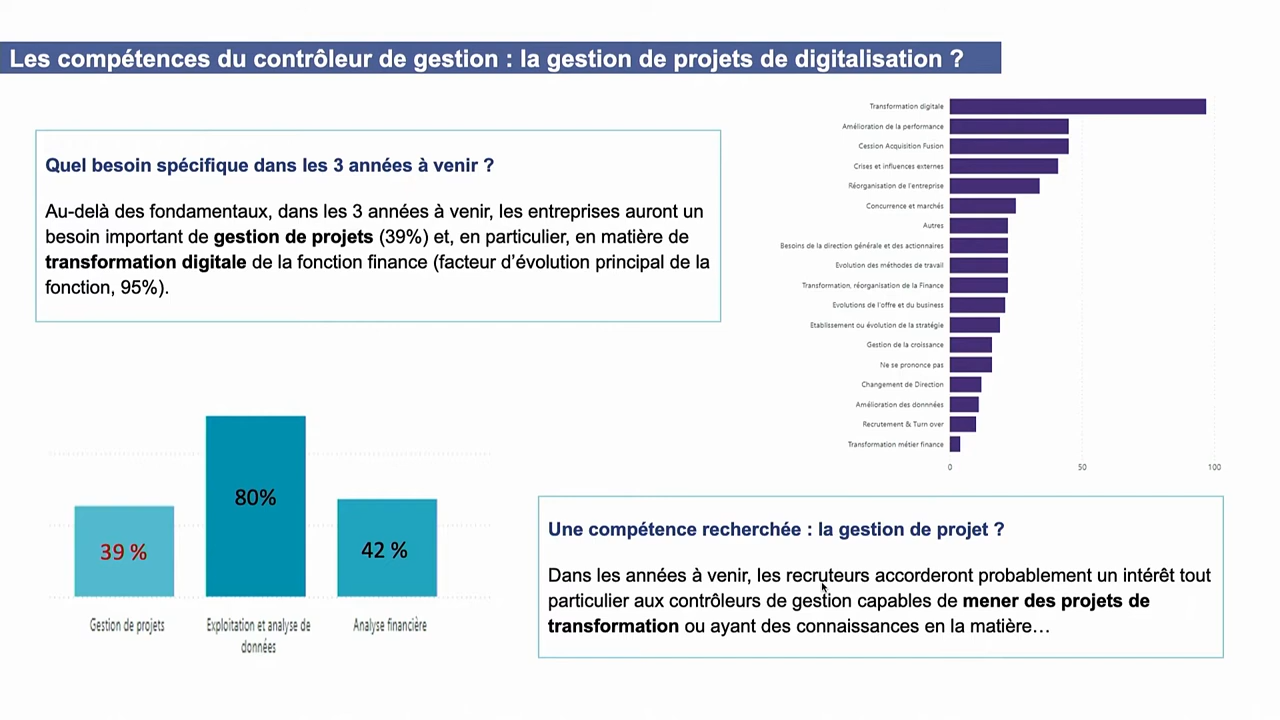 Les compétences du contrôleur de gestion : la gestion de projets de digitalisation ?
Quel besoin spécifique dans les 3 années à venir ?
Au-delà des fondamentaux, dans les 3 années à venir, les entreprises auront un
besoin important de gestion de projets (39%) et, en particulier, en matière de
transformation digitale de la fonction finance (facteur d'évolution principal de la
fonction, 95%).
Transformation digitale
Amélioration de la performance
Cession Acquisition Fusion
Crises et influences externes
Réorganisation de l'entreprise
Concurrence et marchés
Autres
Besoins de la direction générale et des actionnaires
Evolution des méthodes de travail
Transformation, réorganisation de la Finance
Evolutions de l'offre et du business
Etablissement ou évolution de la stratégie
Gestion de la croissance
Ne se prononce pas
Changement de Direction
Amélioration des donnnées
Recrutement & Turn over
Transformation métier finance
0 50 100
39 %
80%
42 %
Gestion de projets
Exploitation et analyse de
données
Analyse financière
Une compétence recherchée : la gestion de projet ?
Dans les années à venir, les recruteurs accorderont probablement un intérêt tout
particulier aux contrôleurs de gestion capables de mener des projets de
transformation ou ayant des connaissances en la matière…